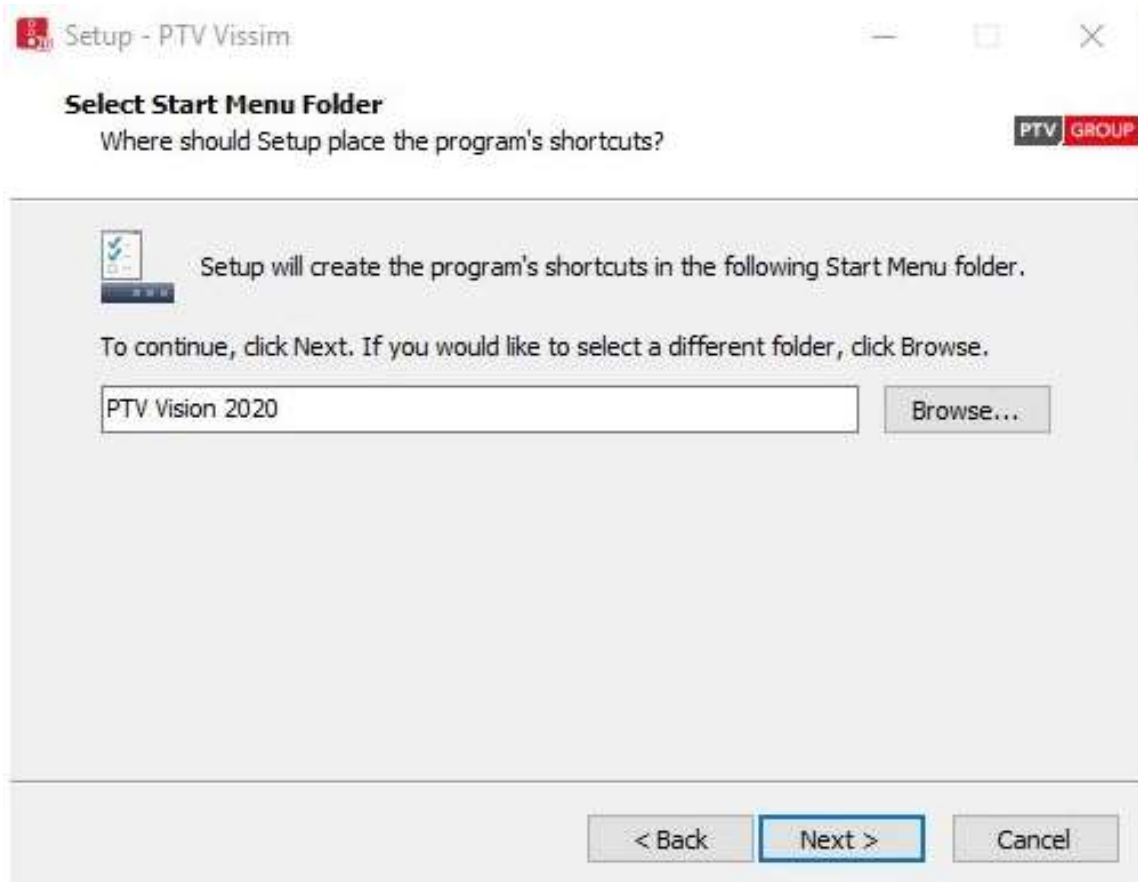 Setup - PTV Vissim
Select Start Menu Folder
Where should Setup place the program's shortcuts?
PTV GROUP
Setup will create the program's shortcuts in the following Start Menu folder.
To continue, click Next. If you would like to select a different folder, click Browse.
PTV Vision 2020
Browse...
< Back
Next >
Cancel